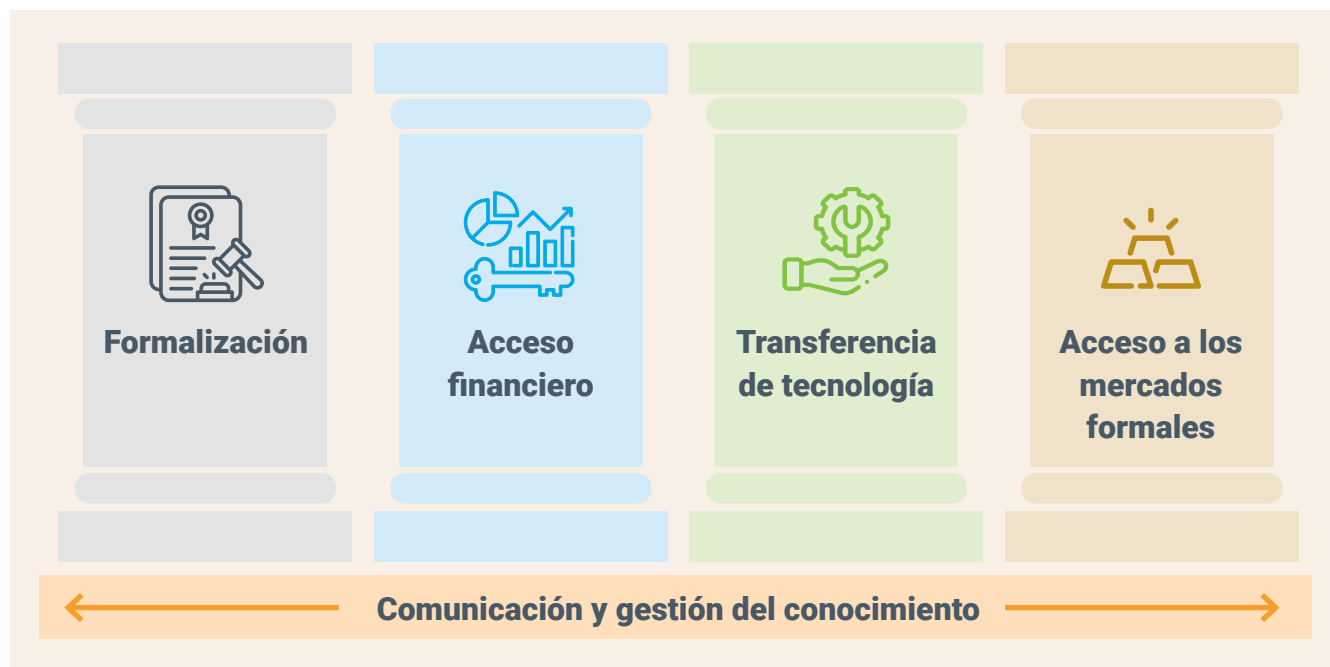 Formalización
Acceso
financiero
Transferencia
de tecnología
Acceso a los
mercados
formales
Comunicación y gestión del conocimiento